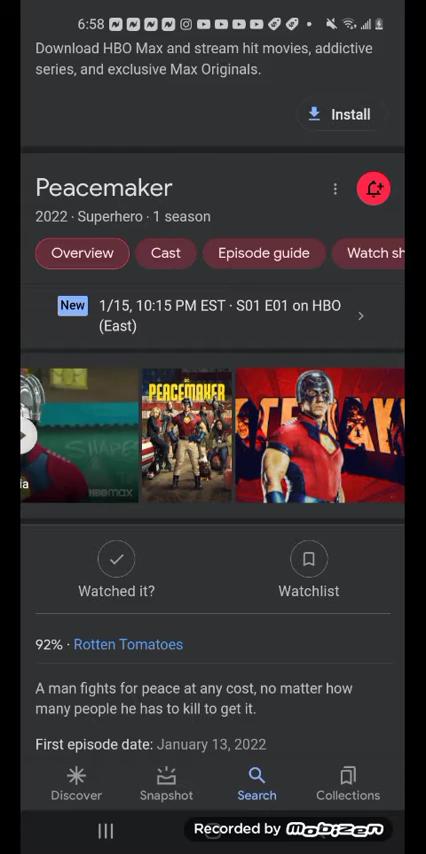 6:58
Download HBO Max and stream hit movies, addictive
series, and exclusive Max Originals.
Install
Peacemaker
2022 · Superhero · 1 season
Overview
Cast
Episode guide
Watch sh
New
1/15, 10:15 PM EST · S01 E01 on HBO
(East)
PEACEMAKER
SHAPES
ia
HBOMAX
Watched it?
Watchlist
92% · Rotten Tomatoes
A man fights for peace at any cost, no matter how
many people he has to kill to get it.
First episode date: January 13, 2022
Discover
Snapshot
Search
Collections
Recorded by Mobizen